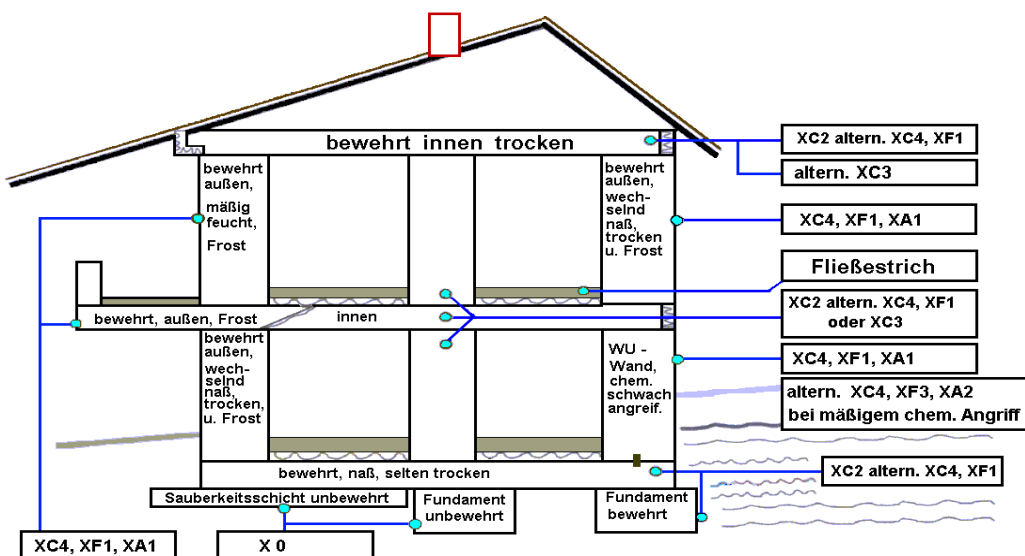 bewehrt innen trocken
XC2 altern. XC4, XF1
altern. XC3
bewehrt
außen,
mäßig
feucht,
Frost
bewehrt
außen,
wech-
selnd
naß,
trocken
u. Frost
XC4, XF1, XA1
Fließestrich
XC2 altern. XC4, XF1
oder XC3
bewehrt, außen, Frost
innen
bewehrt
außen,
wech-
selnd
naß,
trocken,
u. Frost
WU -
Wand,
chem.
schwach
angreif.
XC4, XF1, XA1
altern. XC4, XF3, XA2
bei mäßigem chem. Angriff
bewehrt, naß, selten trocken
XC2 altern. XC4, XF1
Sauberkeitsschicht unbewehrt
Fundament
unbewehrt
Fundament
bewehrt
XC4, XF1, XA1
X 0